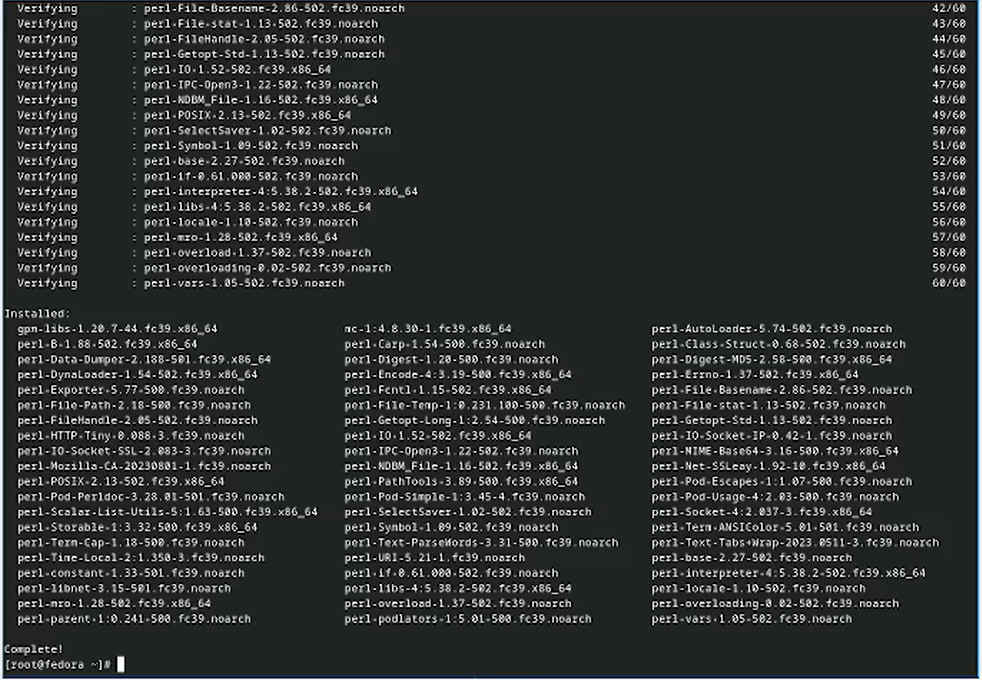 Verifying : perl-File-Basename-2.86-502.fc39.noarch 42/60
Verifying : perl-File-stat-1.13-502.fc39.noarch 43/60
Verifying : perl-FileHandle-2.05-502.fc39.noarch 44/60
Verifying : perl-Getopt-Std-1.13-502.fc39.noarch 45/60
Verifying : perl-IO-1.52-502.fc39.x86_64 46/60
Verifying : perl-IPC-Open3-1.22-502.fc39.noarch 47/60
Verifying : perl-NDBM_File-1.16-502.fc39.x86_64 48/60
Verifying : perl-POSIX-2.13-502.fc39.x86_64 49/60
Verifying : perl-SelectSaver-1.02-502.fc39.noarch 50/60
Verifying : perl-Symbol-1.09-502.fc39.noarch 51/60
Verifying : perl-base-2.27-502.fc39.noarch 52/60
Verifying : perl-if-0.61.000-502.fc39.noarch 53/60
Verifying : perl-interpreter-4:5.38.2-502.fc39.x86_64 54/60
Verifying : perl-libs-4:5.38.2-502.fc39.x86_64 55/60
Verifying : perl-locale-1.10-502.fc39.noarch 56/60
Verifying : perl-mro-1.28-502.fc39.x86_64 57/60
Verifying : perl-overload-1.37-502.fc39.noarch 58/60
Verifying : perl-overloading-0.02-502.fc39.noarch 59/60
Verifying : perl-vars-1.05-502.fc39.noarch 60/60
Installed:
gpm-libs-1.20.7-44.fc39.x86_64 mc-1:4.8.30-1.fc39.x86_64 perl-AutoLoader-5.74-502.fc39.noarch
perl-B-1.88-502.fc39.x86_64 perl-Carp-1.54-500.fc39.noarch perl-Class-Struct-0.68-502.fc39.noarch
perl-Data-Dumper-2.188-501.fc39.x86_64 perl-Digest-1.20-500.fc39.noarch perl-Digest-MD5-2.58-500.fc39.x86_64
perl-DynaLoader-1.54-502.fc39.x86_64 perl-Encode-4:3.19-500.fc39.x86_64 perl-Errno-1.37-502.fc39.x86_64
perl-Exporter-5.77-500.fc39.noarch perl-Fcntl-1.15-502.fc39.x86_64 perl-File-Basename-2.86-502.fc39.noarch
perl-File-Path-2.18-500.fc39.noarch perl-File-Temp-1:0.231.100-500.fc39.noarch perl-File-stat-1.13-502.fc39.noarch
perl-FileHandle-2.05-502.fc39.noarch perl-Getopt-Long-1:2.54-500.fc39.noarch perl-Getopt-Std-1.13-502.fc39.noarch
perl-HTTP-Tiny-0.088-3.fc39.noarch perl-IO-1.52-502.fc39.x86_64 perl-IO-Socket-IP-0.42-1.fc39.noarch
perl-IO-Socket-SSL-2.083-3.fc39.noarch perl-IPC-Open3-1.22-502.fc39.noarch perl-MIME-Base64-3.16-500.fc39.x86_64
perl-Mozilla-CA-20230801-1.fc39.noarch perl-NDBM_File-1.16-502.fc39.x86_64 perl-Net-SSLeay-1.92-10.fc39.x86_64
perl-POSIX-2.13-502.fc39.x86_64 perl-PathTools-3.89-500.fc39.x86_64 perl-Pod-Escapes-1:1.07-500.fc39.noarch
perl-Pod-Perldoc-3.28.01-501.fc39.noarch perl-Pod-Simple-1:3.45-4.fc39.noarch perl-Pod-Usage-4:2.03-500.fc39.noarch
perl-Scalar-List-Utils-5:1.63-500.fc39.x86_64 perl-SelectSaver-1.02-502.fc39.noarch perl-Socket-4:2.037-3.fc39.x86_64
perl-Storable-1:3.32-500.fc39.x86_64 perl-Symbol-1.09-502.fc39.noarch perl-Term-ANSIColor-5.01-501.fc39.noarch
perl-Term-Cap-1.18-500.fc39.noarch perl-Text-ParseWords-3.31-500.fc39.noarch perl-Text-Tabs+Wrap-2023.0511-3.fc39.noarch
perl-Time-Local-2:1.350-3.fc39.noarch perl-URI-5.21-1.fc39.noarch perl-base-2.27-502.fc39.noarch
perl-constant-1.33-501.fc39.noarch perl-if-0.61.000-502.fc39.noarch perl-interpreter-4:5.38.2-502.fc39.x86_64
perl-libnet-3.15-501.fc39.noarch perl-libs-4:5.38.2-502.fc39.x86_64 perl-locale-1.10-502.fc39.noarch
perl-mro-1.28-502.fc39.x86_64 perl-overload-1.37-502.fc39.noarch perl-overloading-0.02-502.fc39.noarch
perl-parent-1:0.241-500.fc39.noarch perl-podlators-1:5.01-500.fc39.noarch perl-vars-1.05-502.fc39.noarch
Complete!
[root@fedora ~]#